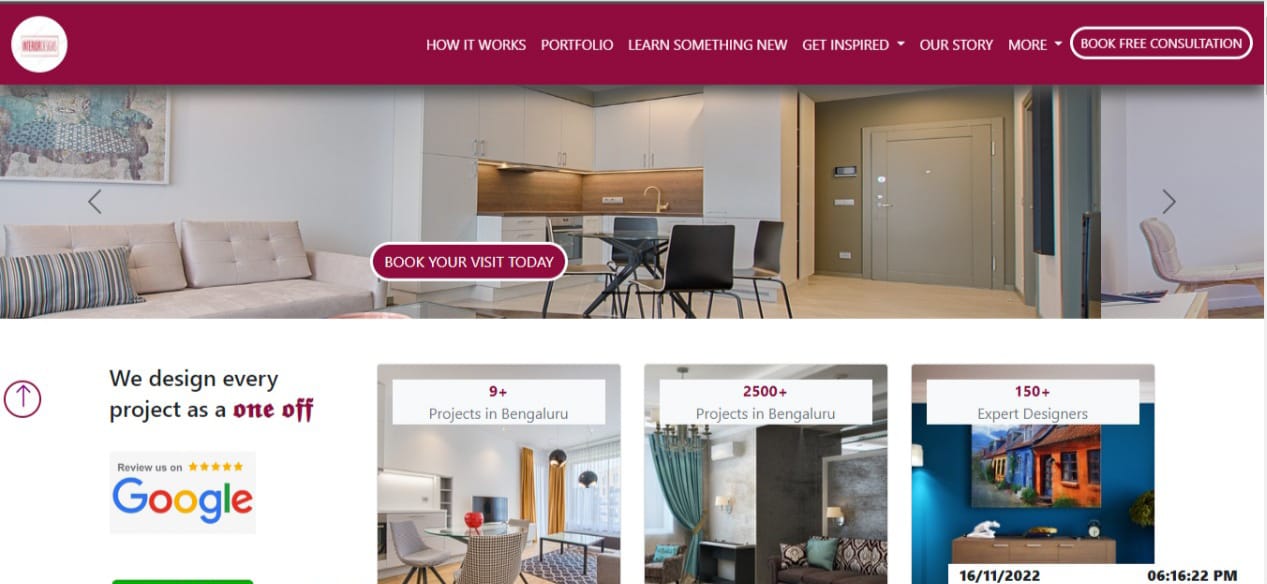 INTERIORDESIGNS
HOW IT WORKS PORTFOLIO LEARN SOMETHING NEW GET INSPIRED OUR STORY MORE BOOK FREE CONSULTATION
BOOK YOUR VISIT TODAY
We design every
project as a one off
Review us on
Google
9+
Projects in Bengaluru
2500+
Projects in Bengaluru
150+
Expert Designers
16/11/2022 06:16:22 PM